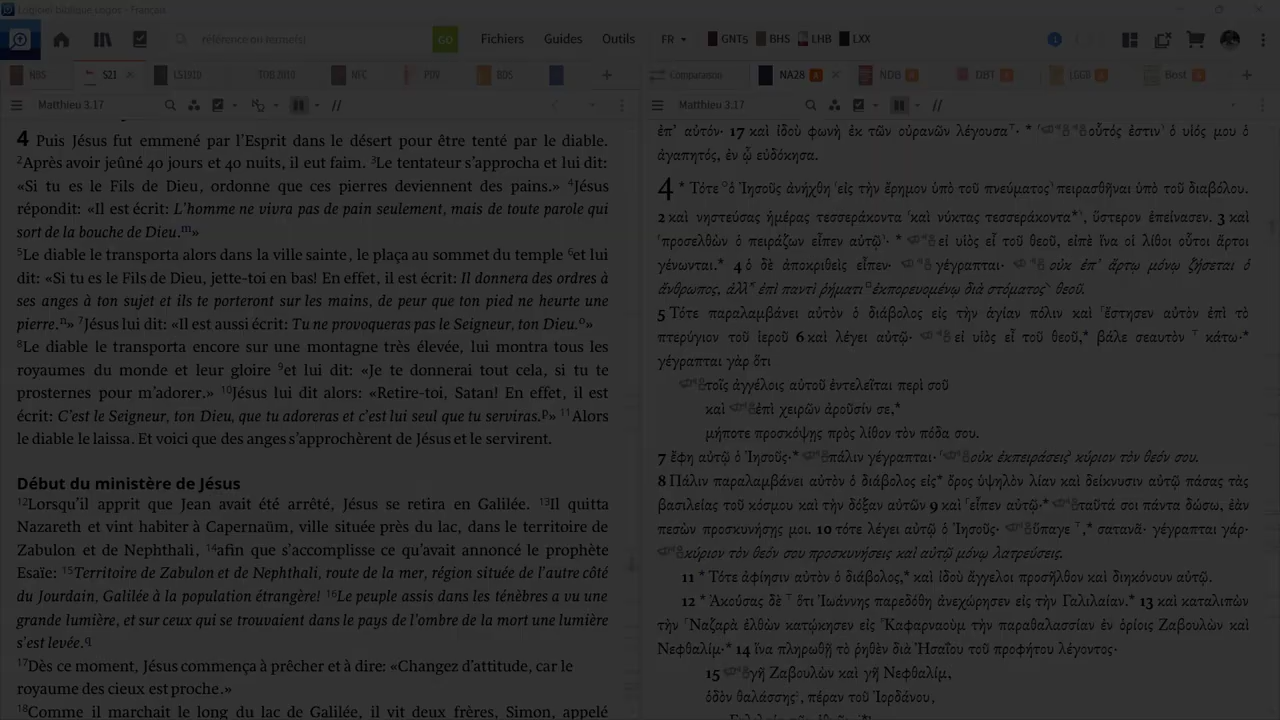 Logiciel biblique Logos - Français
référence ou terme(s)
GO
Fichiers
Guides
Outils
FR
GNT5
BHS
LHB
LXX
NBS
S21
LS1910
TOB 2010
NFC
PDV
BDS
Comparaison
NA28
NDB
DBT
Bost
Matthieu 3.17
4 Puis Jésus fut emmené par l'Esprit dans le désert pour être tenté par le diable.
2Après avoir jeûné 40 jours et 40 nuits, il eut faim. 3Le tentateur s'approcha et lui dit:
«Si tu es le Fils de Dieu, ordonne que ces pierres deviennent des pains.» 4Jésus
répondit: «Il est écrit: L'homme ne vivra pas de pain seulement, mais de toute parole qui
sort de la bouche de Dieu.m»
5Le diable le transporta alors dans la ville sainte, le plaça au sommet du temple 6et lui
dit: «Si tu es le Fils de Dieu, jette-toi en bas! En effet, il est écrit: Il donnera des ordres à
ses anges à ton sujet et ils te porteront sur les mains, de peur que ton pied ne heurte une
pierre.n» 7Jésus lui dit: «Il est aussi écrit: Tu ne provoqueras pas le Seigneur, ton Dieu.o»
8Le diable le transporta encore sur une montagne très élevée, lui montra tous les
royaumes du monde et leur gloire 9et lui dit: «Je te donnerai tout cela, si tu te
prosternes pour m'adorer.» 10Jésus lui dit alors: «Retire-toi, Satan! En effet, il est
écrit: C'est le Seigneur, ton Dieu, que tu adoreras et c'est lui seul que tu serviras.p» 11Alors
le diable le laissa. Et voici que des anges s'approchèrent de Jésus et le servirent.
Début du ministère de Jésus
12Lorsqu'il apprit que Jean avait été arrêté, Jésus se retira en Galilée. 13Il quitta
Nazareth et vint habiter à Capernaüm, ville située près du lac, dans le territoire de
Zabulon et de Nephthali, 14afin que s'accomplisse ce qu'avait annoncé le prophète
Esaïe: 15Territoire de Zabulon et de Nephthali, route de la mer, région située de l'autre côté
du Jourdain, Galilée à la population étrangère! 16Le peuple assis dans les ténèbres a vu une
grande lumière, et sur ceux qui se trouvaient dans le pays de l'ombre de la mort une lumière
s'est levée.q
17Dès ce moment, Jésus commença à prêcher et à dire: «Changez d'attitude, car le
royaume des cieux est proche.»
18Comme il marchait le long du lac de Galilée, il vit deux frères, Simon, appelé
Matthieu 3.17
ἐπ' αὐτόν· 17 καὶ ἰδοὺ φωνὴ ἐκ τῶν οὐρανῶν λέγουσα⸆· * οὗτός ἐστιν ὁ υἱός μου ὁ
ἀγαπητός, ἐν ᾧ εὐδόκησα.
4 * Τότε ὁ Ἰησοῦς ἀνήχθη εἰς τὴν ἔρημον ὑπὸ τοῦ πνεύματος πειρασθῆναι ὑπὸ τοῦ διαβόλου.
2 καὶ νηστεύσας ἡμέρας τεσσεράκοντα καὶ νύκτας τεσσεράκοντα*, ὕστερον ἐπείνασεν. 3 καὶ
προσελθὼν ὁ πειράζων εἶπεν αὐτῷ· * εἰ υἱὸς εἶ τοῦ θεοῦ, εἰπὲ ἵνα οἱ λίθοι οὗτοι ἄρτοι
γένωνται.* 4 ὁ δὲ ἀποκριθεὶς εἶπεν· γέγραπται· οὐκ ἐπ' ἄρτῳ μόνῳ ζήσεται ὁ
ἄνθρωπος, ἀλλ' ἐπὶ παντὶ ῥήματι ἐκπορευομένῳ διὰ στόματος θεοῦ.
5 Τότε παραλαμβάνει αὐτὸν ὁ διάβολος εἰς τὴν ἁγίαν πόλιν καὶ ἔστησεν αὐτὸν ἐπὶ τὸ
πτερύγιον τοῦ ἱεροῦ 6 καὶ λέγει αὐτῷ· εἰ υἱὸς εἶ τοῦ θεοῦ,* βάλε σεαυτὸν ⸆ κάτω·*
γέγραπται γὰρ ὅτι
τοῖς ἀγγέλοις αὐτοῦ ἐντελεῖται περὶ σοῦ
καὶ ἐπὶ χειρῶν ἀροῦσίν σε,*
μήποτε προσκόψῃς πρὸς λίθον τὸν πόδα σου.
7 ἔφη αὐτῷ ὁ Ἰησοῦς·* πάλιν γέγραπται· οὐκ ἐκπειράσεις κύριον τὸν θεόν σου.
8 Πάλιν παραλαμβάνει αὐτὸν ὁ διάβολος εἰς* ὄρος ὑψηλὸν λίαν καὶ δείκνυσιν αὐτῷ πάσας τὰς
βασιλείας τοῦ κόσμου καὶ τὴν δόξαν αὐτῶν 9 καὶ εἶπεν αὐτῷ·* ταῦτά σοι πάντα δώσω, ἐὰν
πεσὼν προσκυνήσῃς μοι. 10 τότε λέγει αὐτῷ ὁ Ἰησοῦς· ὕπαγε ⸆,* σατανᾶ· γέγραπται γάρ·
κύριον τὸν θεόν σου προσκυνήσεις καὶ αὐτῷ μόνῳ λατρεύσεις.
11 * Τότε ἀφίησιν αὐτὸν ὁ διάβολος,* καὶ ἰδοὺ ἄγγελοι προσῆλθον καὶ διηκόνουν αὐτῷ.
12 * Ἀκούσας δὲ ⸆ ὅτι Ἰωάννης παρεδόθη ἀνεχώρησεν εἰς τὴν Γαλιλαίαν.* 13 καὶ καταλιπὼν
τὴν Ναζαρὰ ἐλθὼν κατῴκησεν εἰς Καφαρναοὺμ τὴν παραθαλασσίαν ἐν ὁρίοις Ζαβουλὼν καὶ
Νεφθαλίμ·* 14 ἵνα πληρωθῇ τὸ ῥηθὲν διὰ Ἠσαΐου τοῦ προφήτου λέγοντος·
15 γῆ Ζαβουλὼν καὶ γῆ Νεφθαλίμ,
ὁδὸν θαλάσσης, πέραν τοῦ Ἰορδάνου,